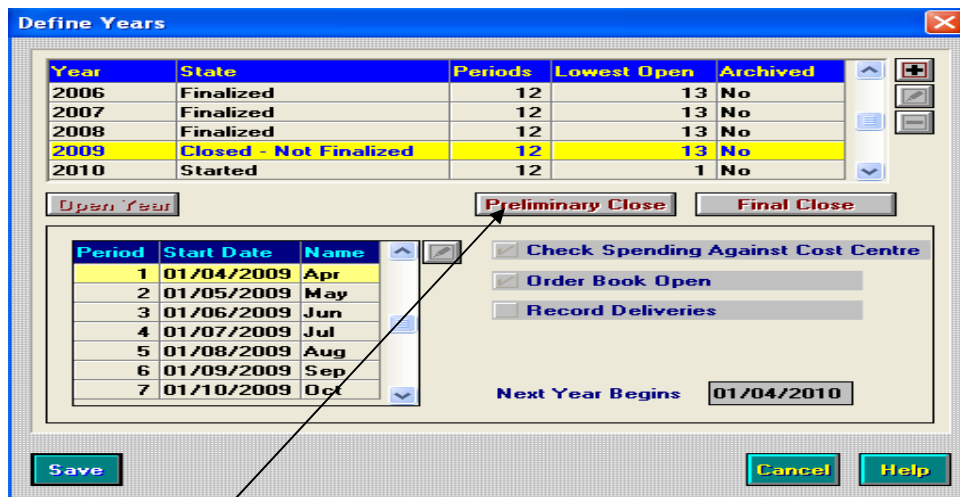 Define Years
Year State Periods Lowest Open Archived
2006 Finalized 12 13 No
2007 Finalized 12 13 No
2008 Finalized 12 13 No
2009 Closed - Not Finalized 12 13 No
2010 Started 12 1 No
Open Year Preliminary Close Final Close
Period Start Date Name
1 01/04/2009 Apr
2 01/05/2009 May
3 01/06/2009 Jun
4 01/07/2009 Jul
5 01/08/2009 Aug
6 01/09/2009 Sep
7 01/10/2009 Oct
Check Spending Against Cost Centre
Order Book Open
Record Deliveries
Next Year Begins 01/04/2010
Save Cancel Help